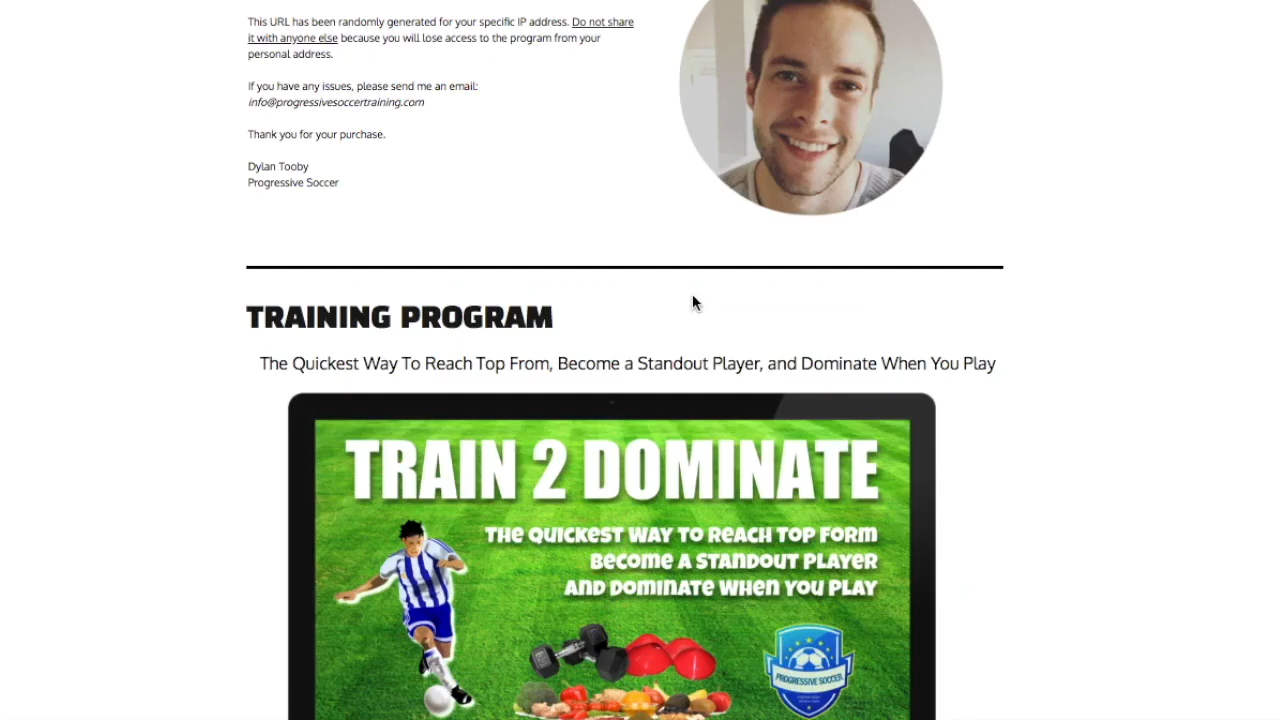 This URL has been randomly generated for your specific IP address. Do not share
it with anyone else because you will lose access to the program from your
personal address.
If you have any issues, please send me an email:
info@progressivesoccertraining.com
Thank you for your purchase.
Dylan Tooby
Progressive Soccer
TRAINING PROGRAM
The Quickest Way To Reach Top From, Become a Standout Player, and Dominate When You Play
TRAIN 2 DOMINATE
THE QUICKEST WAY TO REACH TOP FORM
BECOME A STANDOUT PLAYER
AND DOMINATE WHEN YOU PLAY
PROGRESSIVE SOCCER